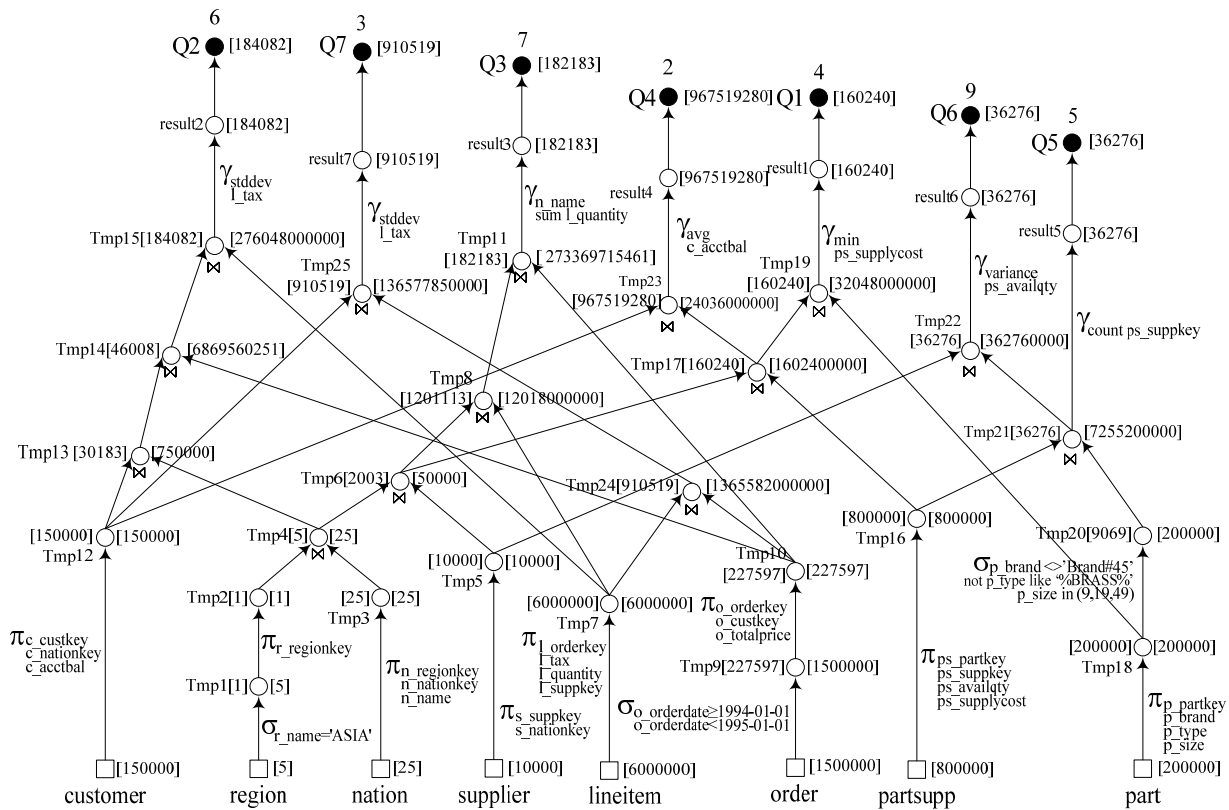 6
Q2 [184082]
3
Q7 [910519]
7
Q3 [182183]
2
Q4 [967519280]
4
Q1 [160240]
9
Q6 [36276]
5
Q5 [36276]
result2 [184082]
result7 [910519]
result3 [182183]
result4 [967519280]
result1 [160240]
result6 [36276]
result5 [36276]
γstddev
l_tax
γstddev
l_tax
γn_name
sum l_quantity
γavg
c_acctbal
γmin
ps_supplycost
γvariance
ps_availqty
γcount ps_suppkey
Tmp15[184082] [276048000000]
⋈
Tmp25
[910519] [136577850000]
⋈
Tmp11
[182183] [273369715461]
⋈
Tmp23
[967519280] [24036000000]
⋈
Tmp19
[160240] [32048000000]
⋈
Tmp22
[36276] [362760000]
⋈
Tmp14[46008] [6869560251]
⋈
Tmp8
[1201113] [12018000000]
⋈
Tmp17[160240] [1602400000]
⋈
Tmp13 [30183] [750000]
⋈
Tmp6[2003] [50000]
⋈
Tmp24[910519] [1365582000000]
⋈
Tmp21[36276] [7255200000]
⋈
[150000] [150000]
Tmp12
Tmp4[5] [25]
⋈
[10000] [10000]
Tmp5
Tmp10
[227597] [227597]
[800000] [800000]
Tmp16
Tmp20[9069] [200000]
σp_brand <>'Brand#45'
not p_type like '%BRASS%'
p_size in (9,19,49)
Tmp2[1] [1]
[25] [25]
Tmp3
[6000000] [6000000]
Tmp7
πo_orderkey
o_custkey
o_totalprice
πc_custkey
c_nationkey
c_acctbal
πr_regionkey
πl_orderkey
l_tax
l_quantity
l_suppkey
Tmp9[227597] [1500000]
πps_partkey
ps_suppkey
ps_availqty
ps_supplycost
[200000] [200000]
Tmp18
Tmp1[1] [5]
πn_regionkey
n_nationkey
n_name
σr_name='ASIA'
πs_suppkey
s_nationkey
σo_orderdate≥1994-01-01
o_orderdate<1995-01-01
πp_partkey
p_brand
p_type
p_size
[150000] [5] [25] [10000] [6000000] [1500000] [800000] [200000]
customer region nation supplier lineitem order partsupp part